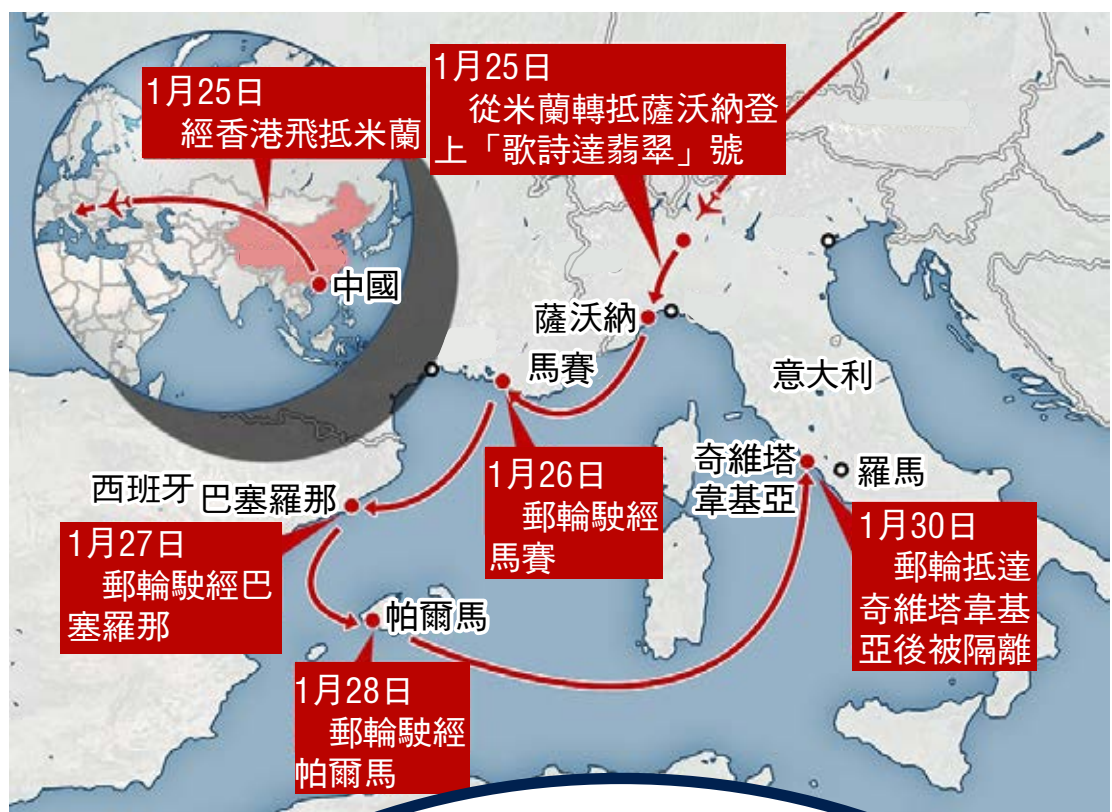 1月25日
經香港飛抵米蘭
1月25日
從米蘭轉抵薩沃納登
上「歌詩達翡翠」號
中國
薩沃納
馬賽
意大利
1月26日
郵輪駛經
馬賽
奇維塔
韋基亞
羅馬
1月30日
郵輪抵達
奇維塔韋基
亞後被隔離
西班牙
巴塞羅那
1月27日
郵輪駛經巴
塞羅那
帕爾馬
1月28日
郵輪駛經
帕爾馬